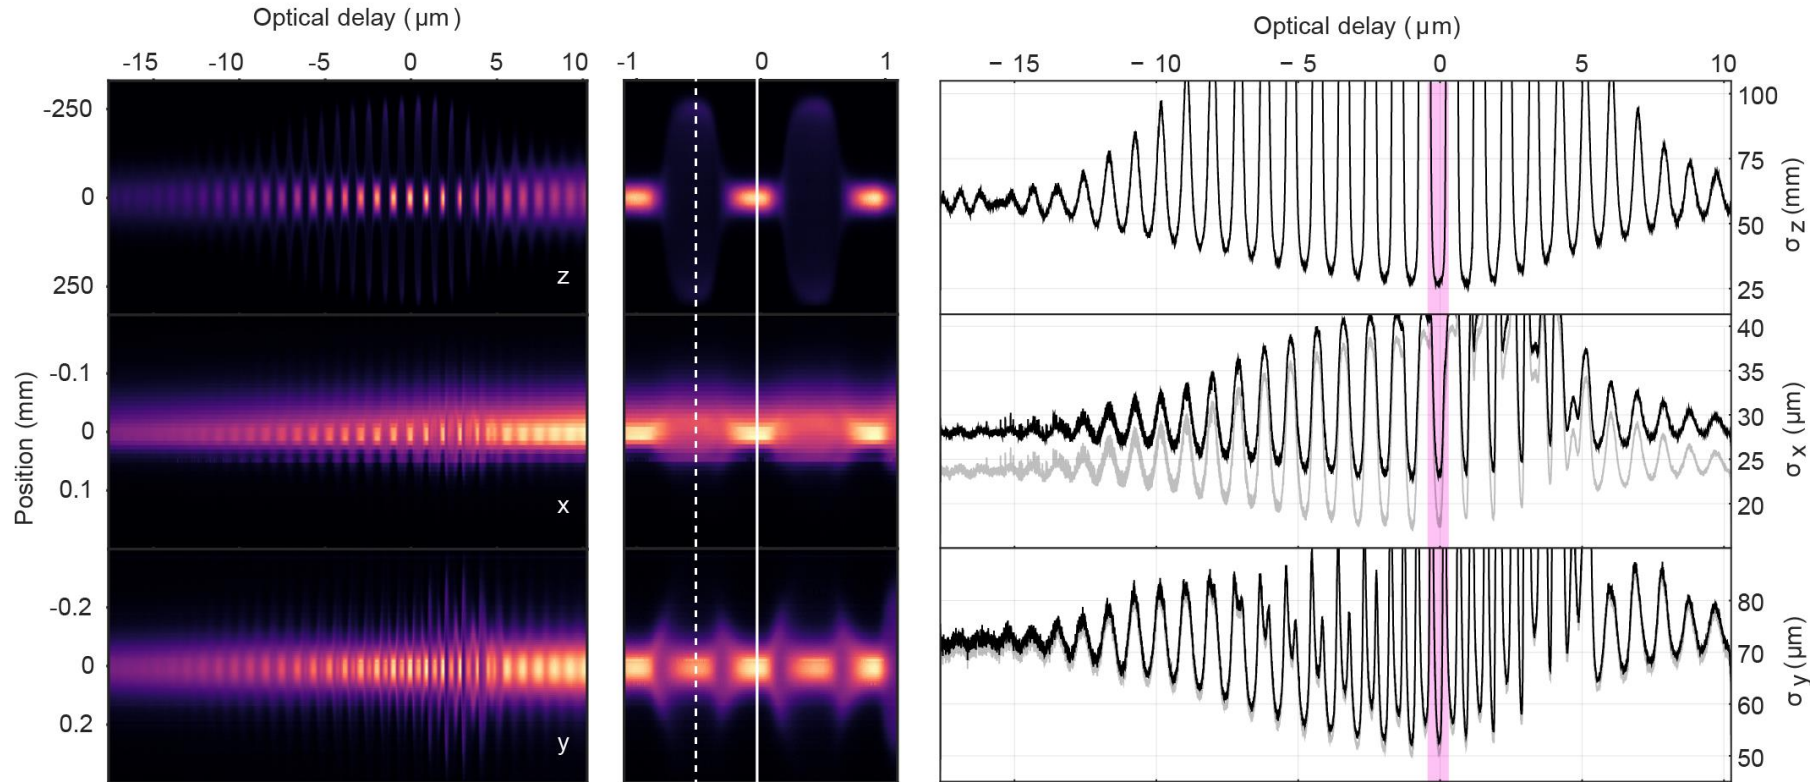 Optical delay (μm)
-15 -10 -5 0 5 10
-1 0 1
Optical delay (μm)
− 15 − 10 − 5 0 5 10
-250
0
250
z
Position (mm)
-0.1
0
0.1
x
-0.2
0
0.2
y
100
75
50
25
σ z (mm)
40
35
30
25
20
σ x (μm)
80
70
60
50
σ y (μm)